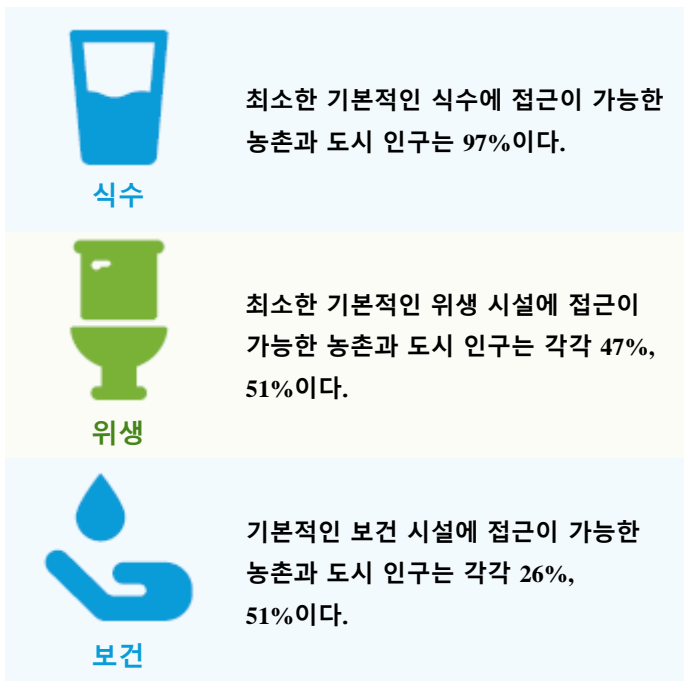 최소한 기본적인 식수에 접근이 가능한
농촌과 도시 인구는 97%이다.
식수
최소한 기본적인 위생 시설에 접근이
가능한 농촌과 도시 인구는 각각 47%,
51%이다.
위생
기본적인 보건 시설에 접근이 가능한
농촌과 도시 인구는 각각 26%,
51%이다.
보건